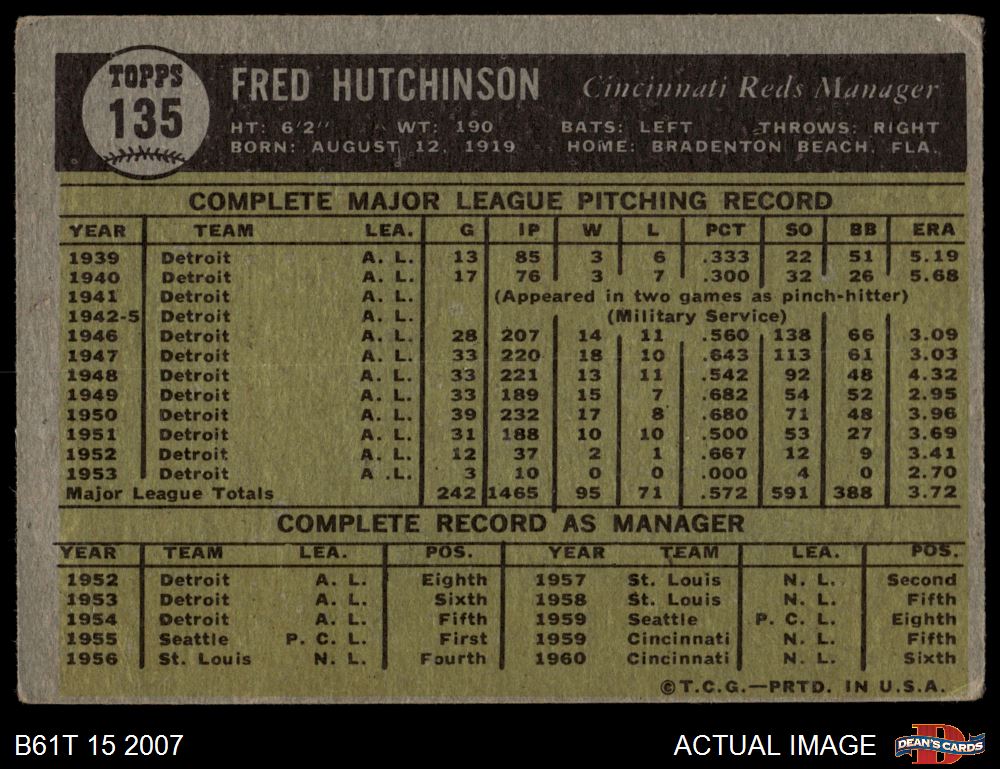 TOPPS
135
FRED HUTCHINSON Cincinnati Reds Manager
HT: 6'2" WT: 190 BATS: LEFT THROWS: RIGHT
BORN: AUGUST 12, 1919 HOME: BRADENTON BEACH, FLA.
COMPLETE MAJOR LEAGUE PITCHING RECORD
YEAR TEAM LEA. G IP W L PCT SO BB ERA
1939 Detroit A. L. 13 85 3 6 .333 22 51 5.19
1940 Detroit A. L. 17 76 3 7 .300 32 26 5.68
1941 Detroit A. L. (Appeared in two games as pinch-hitter)
1942-5 Detroit A. L. (Military Service)
1946 Detroit A. L. 28 207 14 11 .560 138 66 3.09
1947 Detroit A. L. 33 220 18 10 .643 113 61 3.03
1948 Detroit A. L. 33 221 13 11 .542 92 48 4.32
1949 Detroit A. L. 33 189 15 7 .682 54 52 2.95
1950 Detroit A. L. 39 232 17 8 .680 71 48 3.96
1951 Detroit A. L. 31 188 10 10 .500 53 27 3.69
1952 Detroit A. L. 12 37 2 1 .667 12 9 3.41
1953 Detroit A .L. 3 10 0 0 .000 4 0 2.70
Major League Totals 242 1465 95 71 .572 591 388 3.72
COMPLETE RECORD AS MANAGER
YEAR TEAM LEA. POS. YEAR TEAM LEA. POS.
1952 Detroit A. L. Eighth 1957 St. Louis N. L. Second
1953 Detroit A. L. Sixth 1958 St. Louis N. L. Fifth
1954 Detroit A. L. Fifth 1959 Seattle P. C. L. Eighth
1955 Seattle P. C. L. First 1959 Cincinnati N. L. Fifth
1956 St. Louis N. L. Fourth 1960 Cincinnati N. L. Sixth
©T.C.G.—PRTD. IN U.S.A.
B61T 15 2007 ACTUAL IMAGE DEAN'S CARDS